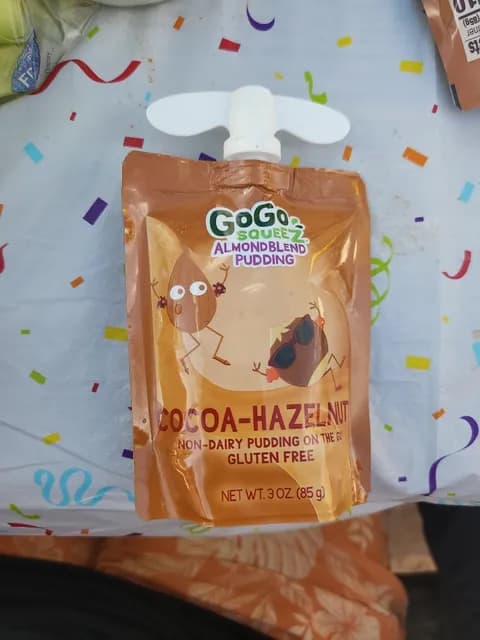 GOGO
SQUEEZ
ALMONDBLEND
PUDDING
COCOA-HAZELNUT
NON-DAIRY PUDDING ON THE GO
GLUTEN FREE
NET WT. 3 OZ. (85 g)
(85g)